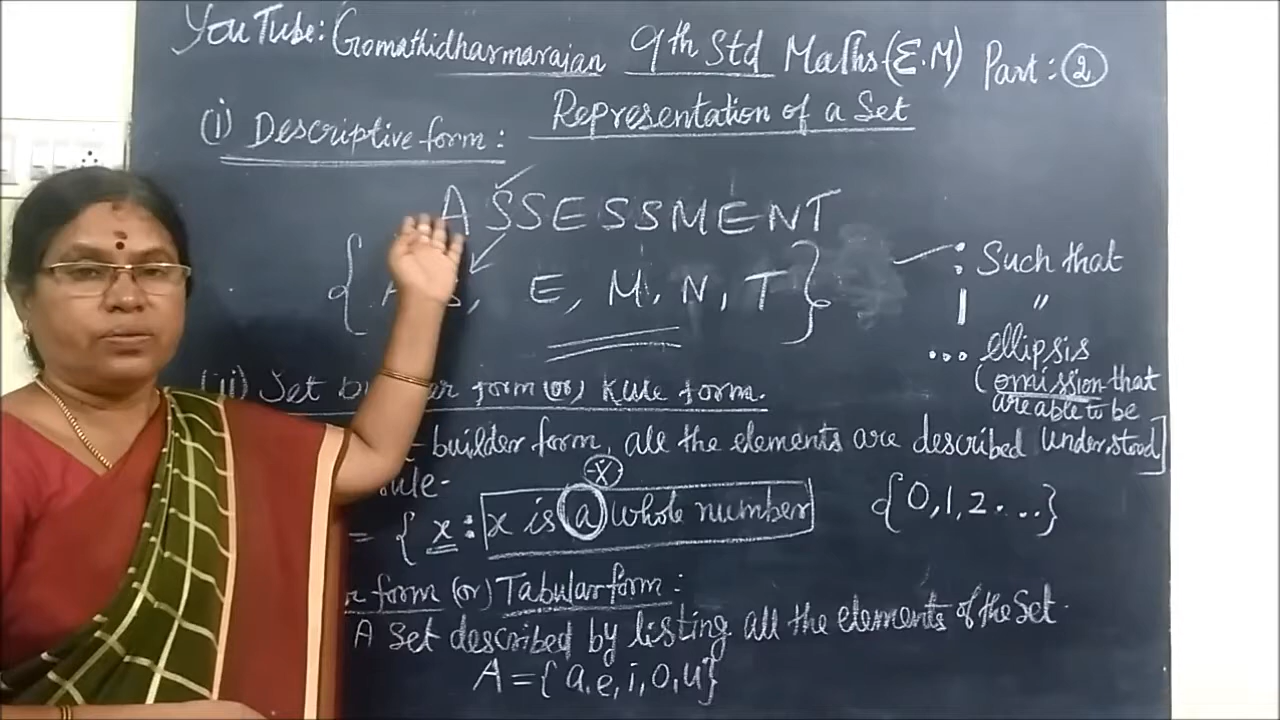 YouTube: Gomathidharmarajan 9th Std Maths (E.M) Part: 2
Representation of a Set
(i) Descriptive form:
ASSESSMENT
{ E, M, N, T }
: Such that
| "
... ellipsis
(omission that
are able to be
understood]
(ii) Set form (or) Rule form.
builder form, all the elements are described
-x
= { x : x is a whole number
{0, 1, 2 ....}
form (or) Tabular form:
A Set described by listing all the elements of the Set.
A = { a, e, i, o, u }